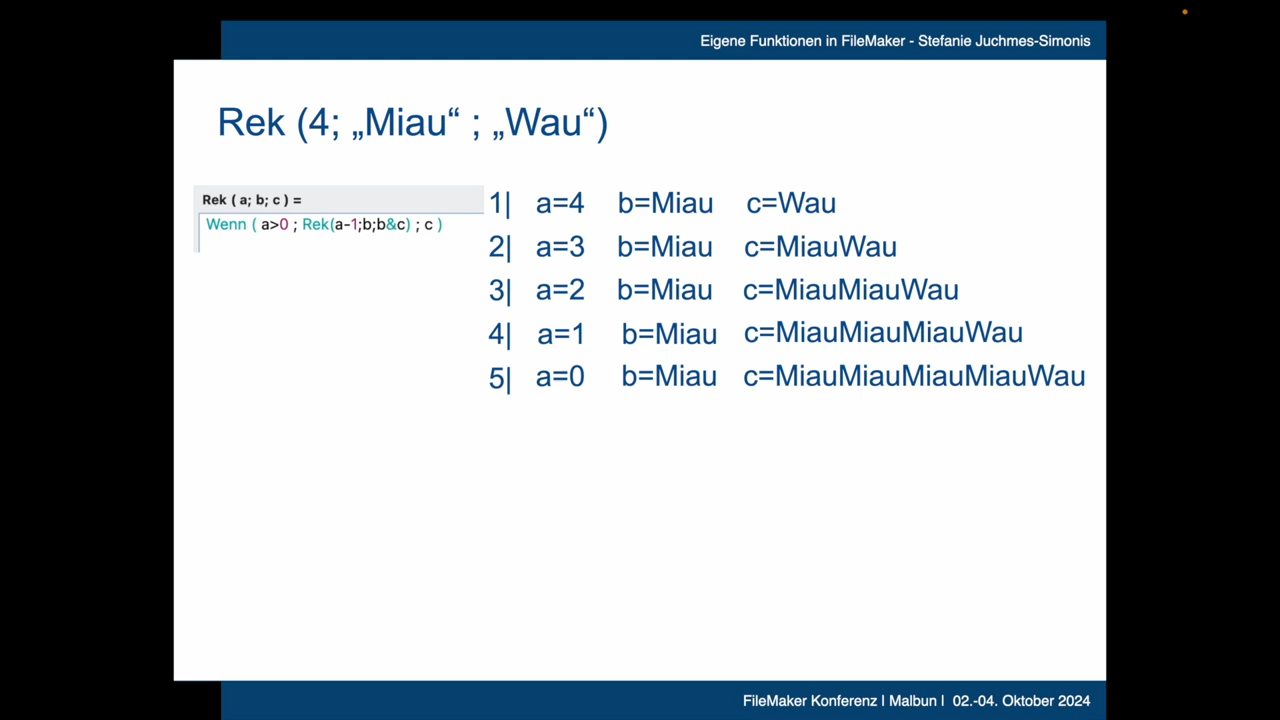 Eigene Funktionen in FileMaker - Stefanie Juchmes-Simonis
Rek (4; „Miau“ ; „Wau“)
Rek ( a; b; c ) =
Wenn ( a>0 ; Rek(a-1;b;b&c) ; c )
1| a=4 b=Miau c=Wau
2| a=3 b=Miau c=MiauWau
3| a=2 b=Miau c=MiauMiauWau
4| a=1 b=Miau c=MiauMiauMiauWau
5| a=0 b=Miau c=MiauMiauMiauMiauWau
FileMaker Konferenz | Malbun | 02.-04. Oktober 2024